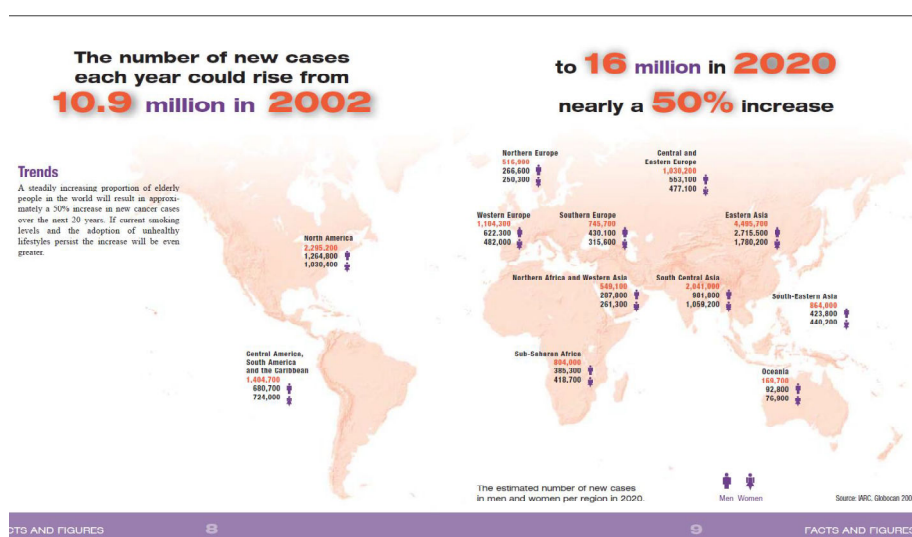 The number of new cases
each year could rise from
10.9 million in 2002
to 16 million in 2020
nearly a 50% increase
Trends
A steadily increasing proportion of elderly
people in the world will result in approxi-
mately a 50% increase in new cancer cases
over the next 20 years. If current smoking
levels and the adoption of unhealthy
lifestyles persist the increase will be even
greater.
North America
2,295,200
1,264,800
1,030,400
Central America,
South America
and the Caribbean
1,404,700
680,700
724,000
Northern Europe
516,900
266,600
250,300
Central and
Eastern Europe
1,030,200
553,100
477,100
Western Europe
1,104,300
622,300
482,000
Southern Europe
745,700
430,100
315,600
Eastern Asia
4,495,700
2,715,500
1,780,200
Northern Africa and Western Asia
549,100
287,800
261,300
South Central Asia
2,041,000
981,800
1,059,200
South-Eastern Asia
864,000
423,800
440,200
Sub-Saharan Africa
804,000
385,300
418,700
Oceania
169,700
92,800
76,900
The estimated number of new cases
in men and women per region in 2020.
Men Women
Source: IARC. Globocan 200
CTS AND FIGURES 8
9 FACTS AND FIGURES